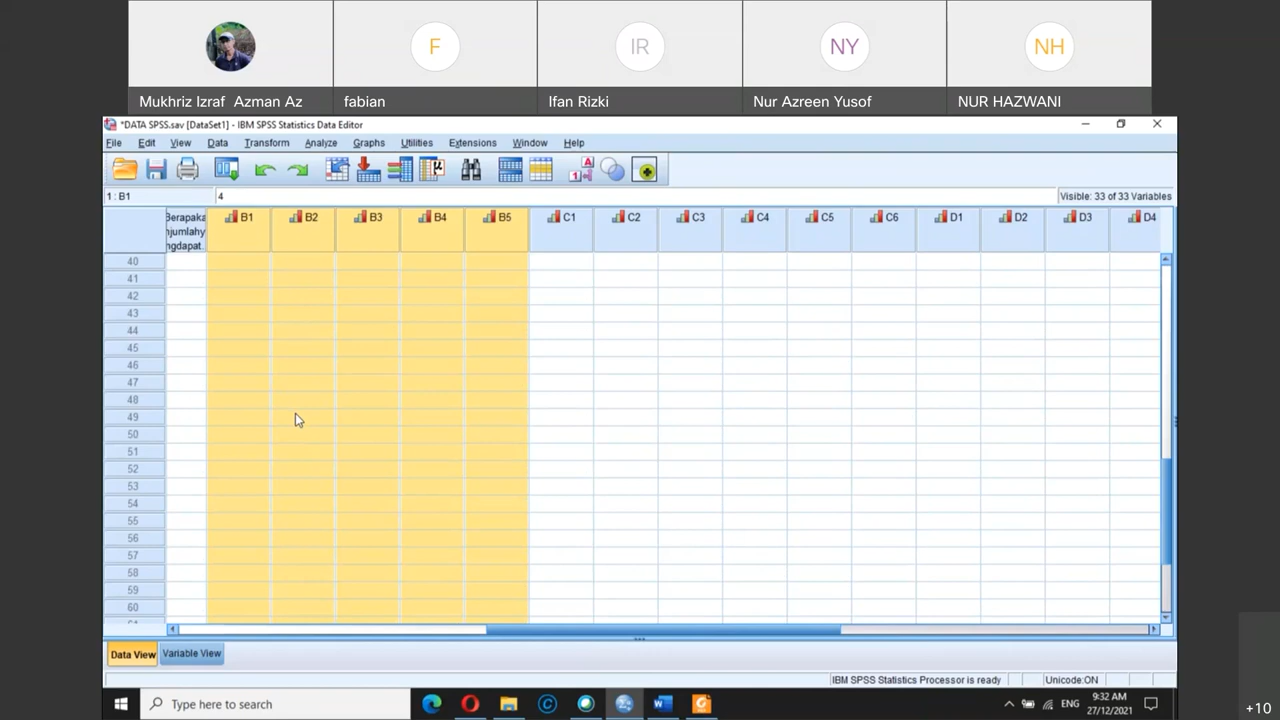 F
IR
NY
NH
Mukhriz Izraf Azman Az
fabian
Ifan Rizki
Nur Azreen Yusof
NUR HAZWANI
*DATA SPSS.sav [DataSet1] - IBM SPSS Statistics Data Editor
File Edit View Data Transform Analyze Graphs Utilities Extensions Window Help
1 : B1 4 Visible: 33 of 33 Variables
Berapaka
njumlahy
ngdapat.
B1 B2 B3 B4 B5 C1 C2 C3 C4 C5 C6 D1 D2 D3 D4
40
41
42
43
44
45
46
47
48
49
50
51
52
53
54
55
56
57
58
59
60
61
Data View Variable View
IBM SPSS Statistics Processor is ready Unicode:ON
Type here to search
ENG
9:32 AM
27/12/2021
+10